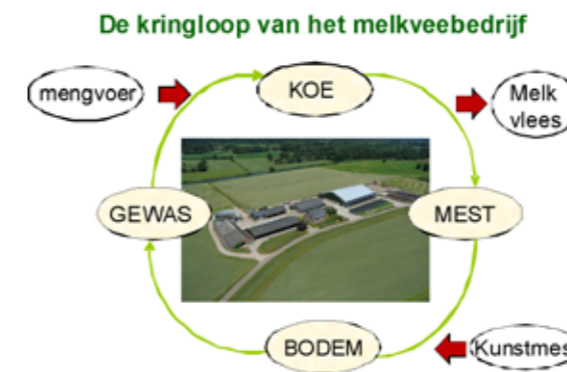 De kringloop van het melkveebedrijf
mengvoer
KOE
Melk
vlees
GEWAS
MEST
BODEM
Kunstmes